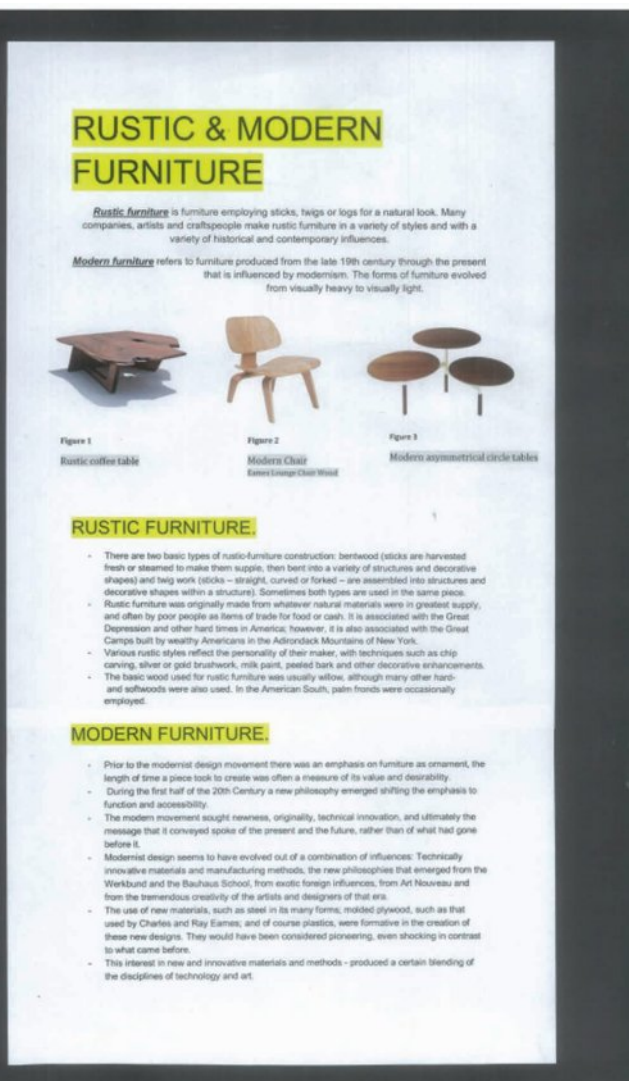 RUSTIC & MODERN
FURNITURE
Rustic furniture is furniture employing sticks, twigs or logs for a natural look. Many
companies, artists and craftspeople make rustic furniture in a variety of styles and with a
variety of historical and contemporary influences.
Modern furniture refers to furniture produced from the late 19th century through the present
that is influenced by modernism. The forms of furniture evolved
from visually heavy to visually light.
Figure 1
Rustic coffee table
Figure 2
Modern Chair
Eames Lounge Chair Wood
Figure 3
Modern asymmetrical circle tables
RUSTIC FURNITURE.
- There are two basic types of rustic-furniture construction: bentwood (sticks are harvested
fresh or steamed to make them supple, then bent into a variety of structures and decorative
shapes) and twig work (sticks – straight, curved or forked – are assembled into structures and
decorative shapes within a structure). Sometimes both types are used in the same piece.
- Rustic furniture was originally made from whatever natural materials were in greatest supply,
and often by poor people as items of trade for food or cash. It is associated with the Great
Depression and other hard times in America; however, it is also associated with the Great
Camps built by wealthy Americans in the Adirondack Mountains of New York.
- Various rustic styles reflect the personality of their maker, with techniques such as chip
carving, silver or gold brushwork, milk paint, peeled bark and other decorative enhancements.
- The basic wood used for rustic furniture was usually willow, although many other hard-
and softwoods were also used. In the American South, palm fronds were occasionally
employed.
MODERN FURNITURE.
- Prior to the modernist design movement there was an emphasis on furniture as ornament, the
length of time a piece took to create was often a measure of its value and desirability.
- During the first half of the 20th Century a new philosophy emerged shifting the emphasis to
function and accessibility.
- The modern movement sought newness, originality, technical innovation, and ultimately the
message that it conveyed spoke of the present and the future, rather than of what had gone
before it.
- Modernist design seems to have evolved out of a combination of influences: Technically
innovative materials and manufacturing methods, the new philosophies that emerged from the
Werkbund and the Bauhaus School, from exotic foreign influences, from Art Nouveau and
from the tremendous creativity of the artists and designers of that era.
- The use of new materials, such as steel in its many forms; molded plywood, such as that
used by Charles and Ray Eames; and of course plastics, were formative in the creation of
these new designs. They would have been considered pioneering, even shocking in contrast
to what came before.
- This interest in new and innovative materials and methods - produced a certain blending of
the disciplines of technology and art.